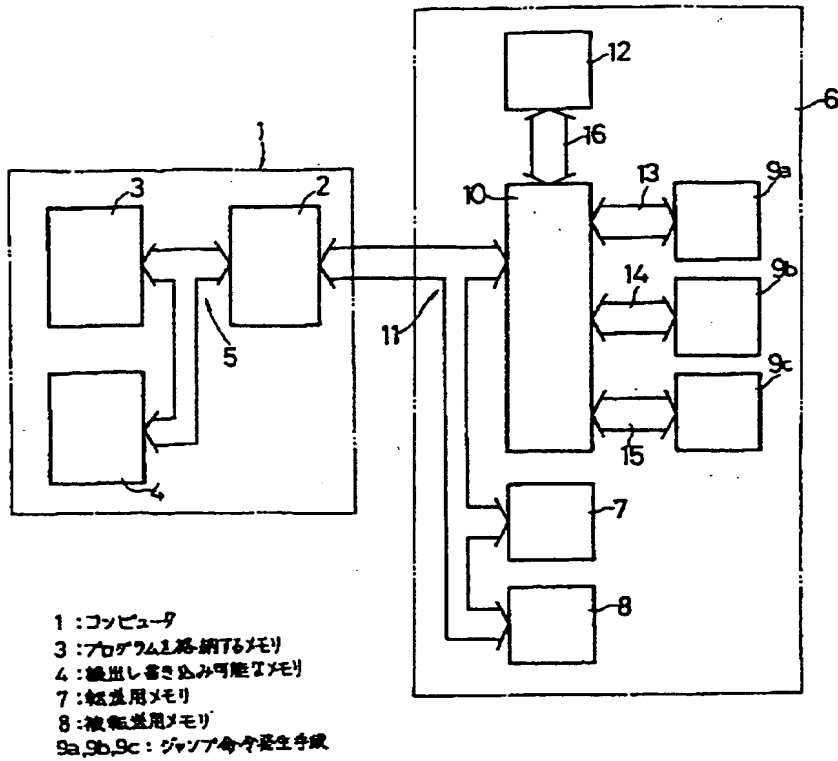 12
6
16
1
3
2
10
13
9a
14
9b
5
11
9c
15
4
7
8
1:コンピュータ
3:プログラムを格納するメモリ
4:読出し書き込み可能なメモリ
7:転送用メモリ
8:被転送用メモリ
9a,9b,9c:ジャンプ命令発生手段